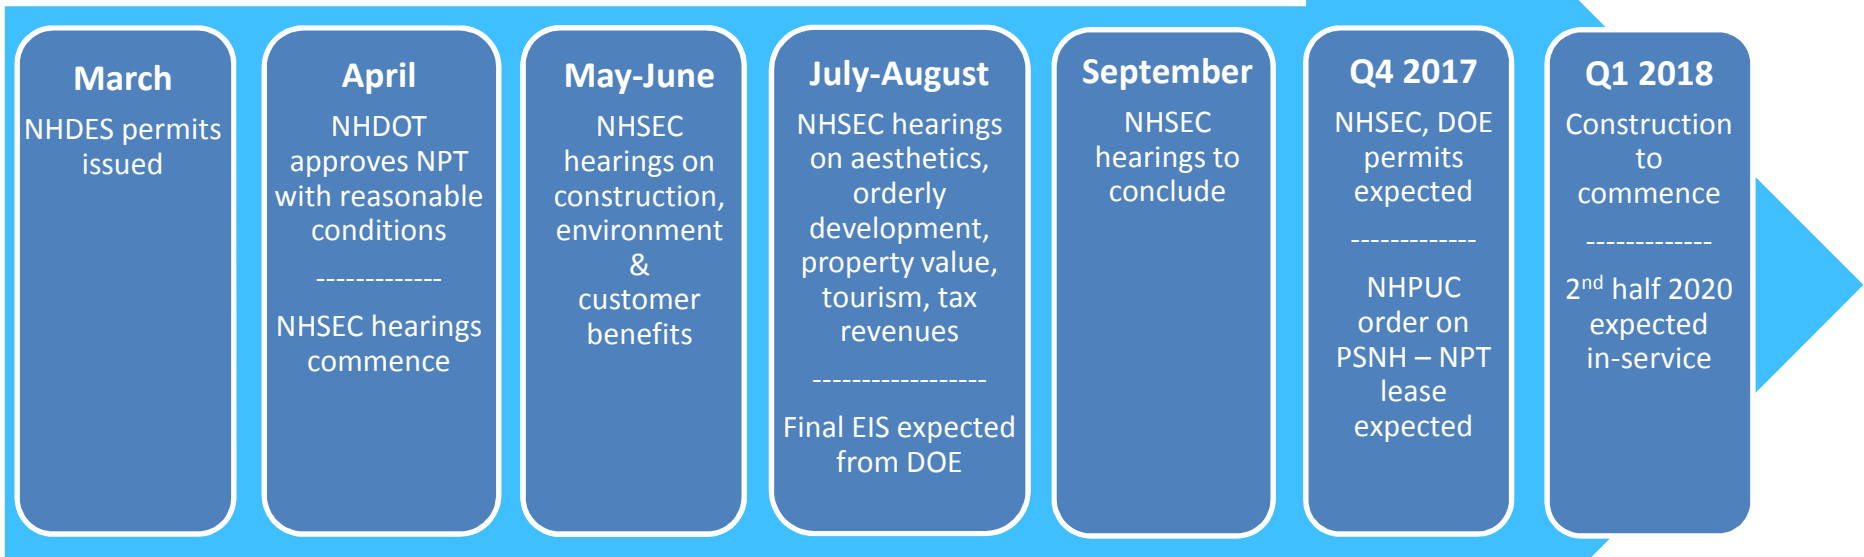 March
NHDES permits
issued
April
NHDOT
approves NPT
with reasonable
conditions
-------------
NHSEC hearings
commence
May-June
NHSEC
hearings on
construction,
environment
&
customer
benefits
July-August
NHSEC hearings
on aesthetics,
orderly
development,
property value,
tourism, tax
revenues
------------------
Final EIS expected
from DOE
September
NHSEC
hearings to
conclude
Q4 2017
NHSEC, DOE
permits
expected
-------------
NHPUC
order on
PSNH – NPT
lease
expected
Q1 2018
Construction
to
commence
-------------
2nd half 2020
expected
in-service